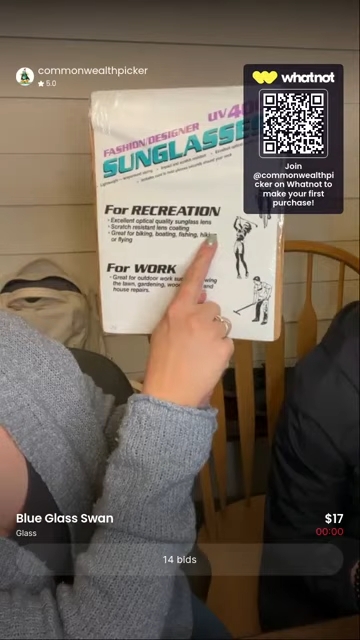 commonwealthpicker
5.0
whatnot
Join
@commonwealthpi
cker on Whatnot to
make your first
purchase!
FASHION/DESIGNER UV40
SUNGLASSE
For RECREATION
· Excellent optical quality sunglass lens
· Scratch resistant lens coating
· Great for biking, boating, fishing, hiking
or flying
For WORK
· Great for outdoor work
the lawn, gardening,
house repairs.
Blue Glass Swan
$17
Glass
00:00
14 bids